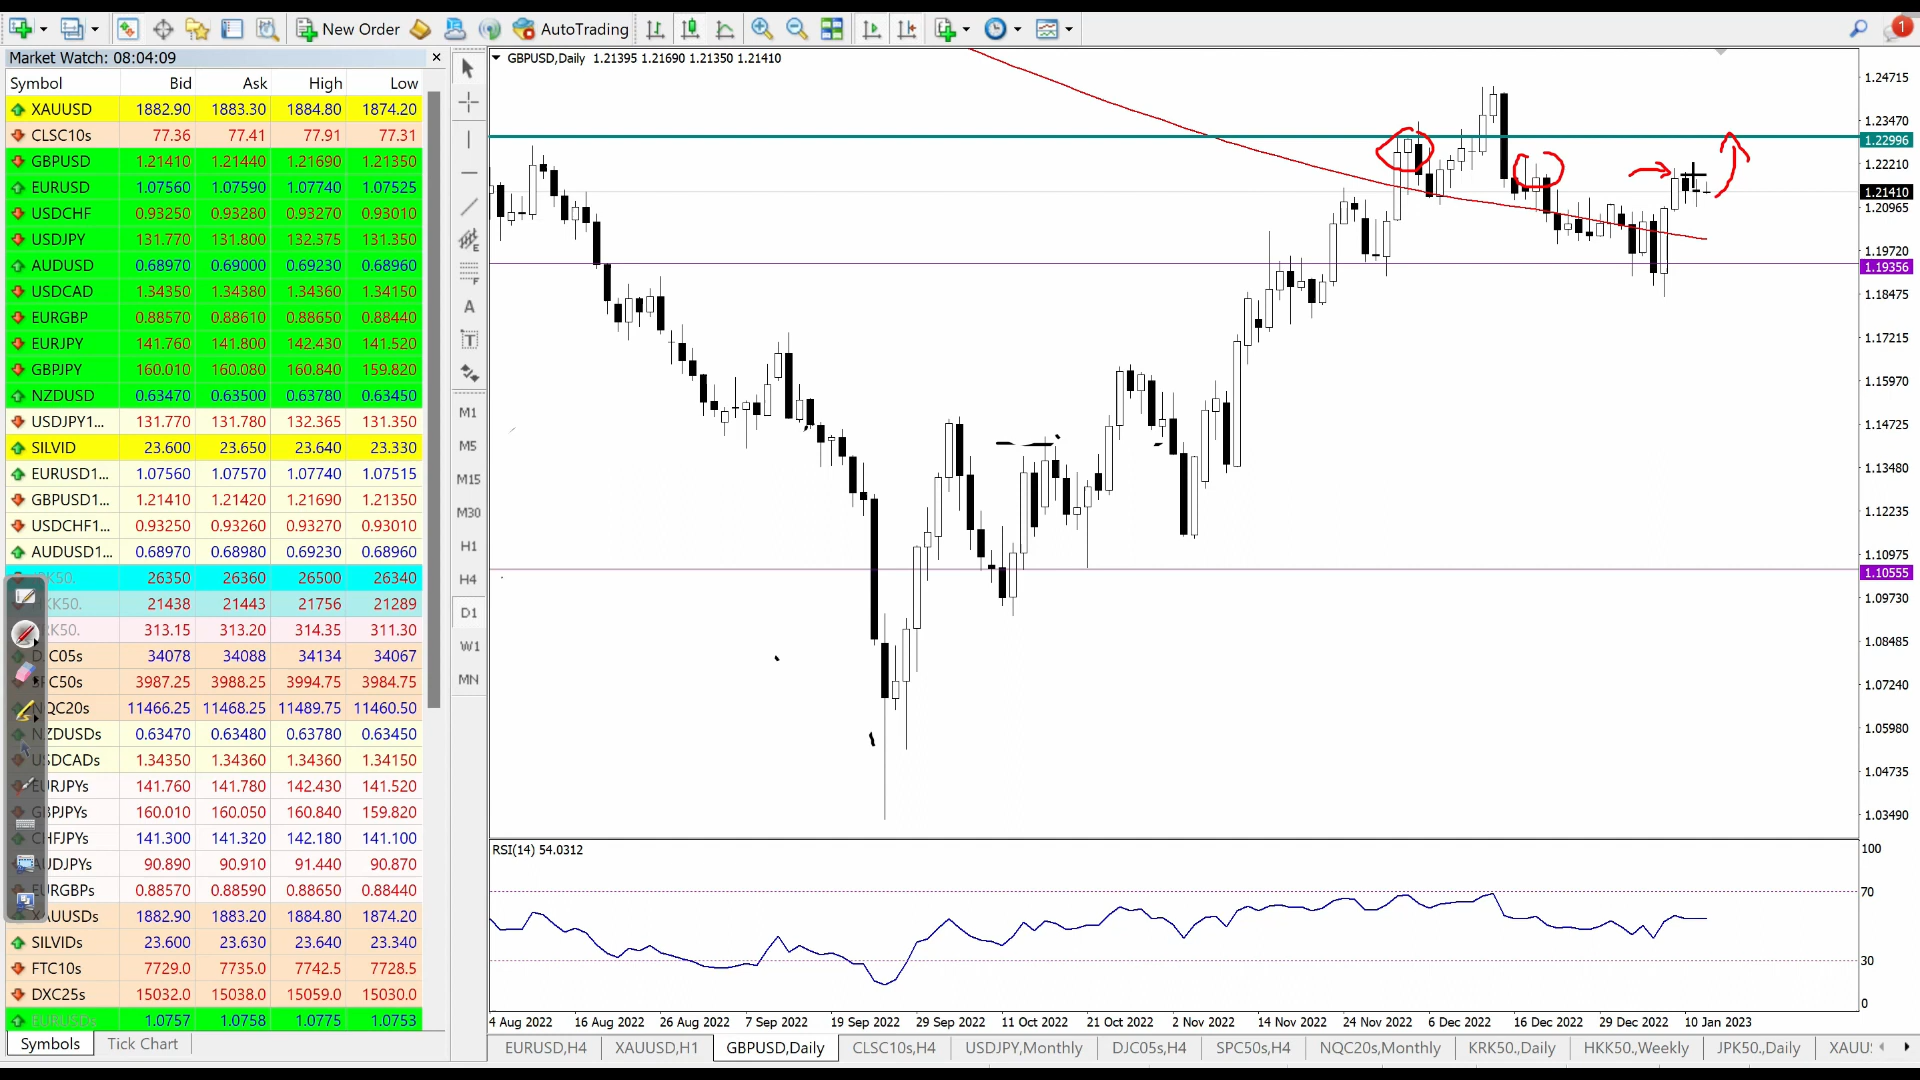 New Order AutoTrading 1
Market Watch: 08:04:09
Symbol Bid Ask High Low
XAUUSD 1882.90 1883.30 1884.80 1874.20
CLSC10s 77.36 77.41 77.91 77.31
GBPUSD 1.21410 1.21440 1.21690 1.21350
EURUSD 1.07560 1.07590 1.07740 1.07525
USDCHF 0.93250 0.93280 0.93270 0.93010
USDJPY 131.770 131.800 132.375 131.350
AUDUSD 0.68970 0.69000 0.69230 0.68960
USDCAD 1.34350 1.34380 1.34360 1.34150
EURGBP 0.88570 0.88610 0.88650 0.88440
EURJPY 141.760 141.800 142.430 141.520
GBPJPY 160.010 160.080 160.840 159.820
NZDUSD 0.63470 0.63500 0.63780 0.63450
USDJPY1... 131.770 131.780 132.365 131.350
SILVID 23.600 23.650 23.640 23.330
EURUSD1... 1.07560 1.07570 1.07740 1.07515
GBPUSD1... 1.21410 1.21420 1.21690 1.21350
USDCHF1... 0.93250 0.93260 0.93270 0.93010
AUDUSD1... 0.68970 0.68980 0.69230 0.68960
26350 26360 26500 26340
21438 21443 21756 21289
313.15 313.20 314.35 311.30
34078 34088 34134 34067
3987.25 3988.25 3994.75 3984.75
NQC20s 11466.25 11468.25 11489.75 11460.50
NZDUSDs 0.63470 0.63480 0.63780 0.63450
USDCADs 1.34350 1.34360 1.34360 1.34150
EURJPYs 141.760 141.780 142.430 141.520
GBPJPYs 160.010 160.050 160.840 159.820
CHFJPYs 141.300 141.320 142.180 141.100
AUDJPYs 90.890 90.910 91.440 90.870
EURGBPs 0.88570 0.88590 0.88650 0.88440
XAUUSDs 1882.90 1883.20 1884.80 1874.20
SILVIDs 23.600 23.630 23.640 23.340
FTC10s 7729.0 7735.0 7742.5 7728.5
DXC25s 15032.0 15038.0 15059.0 15030.0
EURUSDs 1.0757 1.0758 1.0775 1.0753
Symbols Tick Chart
E
F
A
T
M1
M5
M15
M30
H1
H4
D1
W1
MN
GBPUSD,Daily 1.21395 1.21690 1.21350 1.21410
1.24715
1.23470
1.22996
1.22210
1.21410
1.20965
1.19720
1.19356
1.18475
1.17215
1.15970
1.14725
1.13480
1.12235
1.10975
1.10555
1.09730
1.08485
1.07240
1.05980
1.04735
1.03490
RSI(14) 54.0312
100
70
30
0
4 Aug 2022 16 Aug 2022 26 Aug 2022 7 Sep 2022 19 Sep 2022 29 Sep 2022 11 Oct 2022 21 Oct 2022 2 Nov 2022 14 Nov 2022 24 Nov 2022 6 Dec 2022 16 Dec 2022 29 Dec 2022 10 Jan 2023
EURUSD,H4 XAUUSD,H1 GBPUSD,Daily CLSC10s,H4 USDJPY,Monthly DJC05s,H4 SPC50s,H4 NQC20s,Monthly KRK50.,Daily HKK50.,Weekly JPK50.,Daily